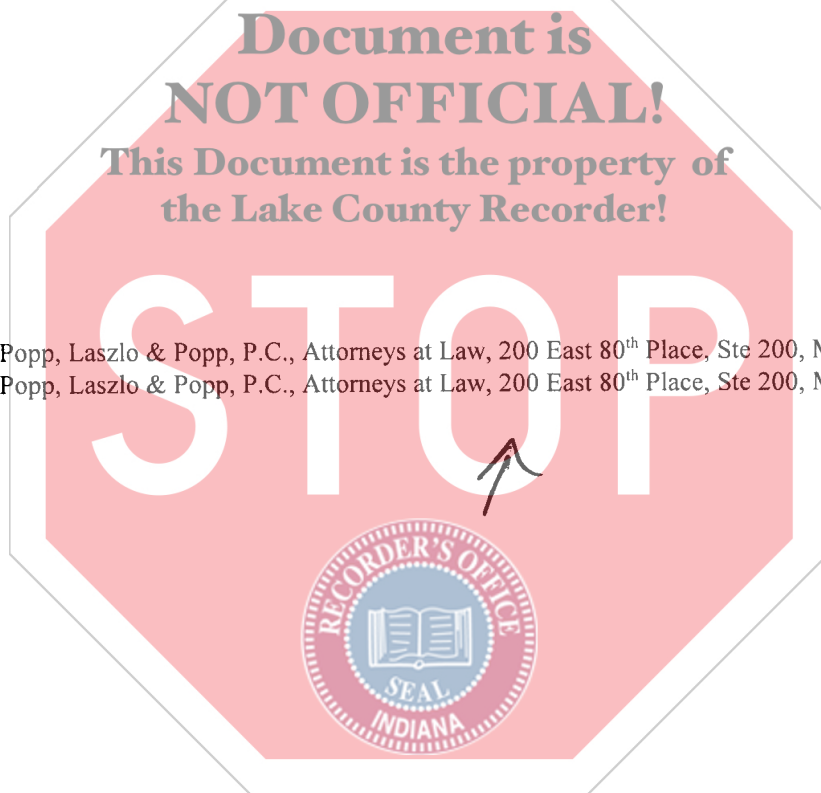 Document is
NOT OFFICIAL!
This Document is the property of
the Lake County Recorder!
STOP
Popp, Laszlo & Popp, P.C., Attorneys at Law, 200 East 80th Place, Ste 200, M
Popp, Laszlo & Popp, P.C., Attorneys at Law, 200 East 80th Place, Ste 200, M
RECORDER'S OFFICE
SEAL
INDIANA